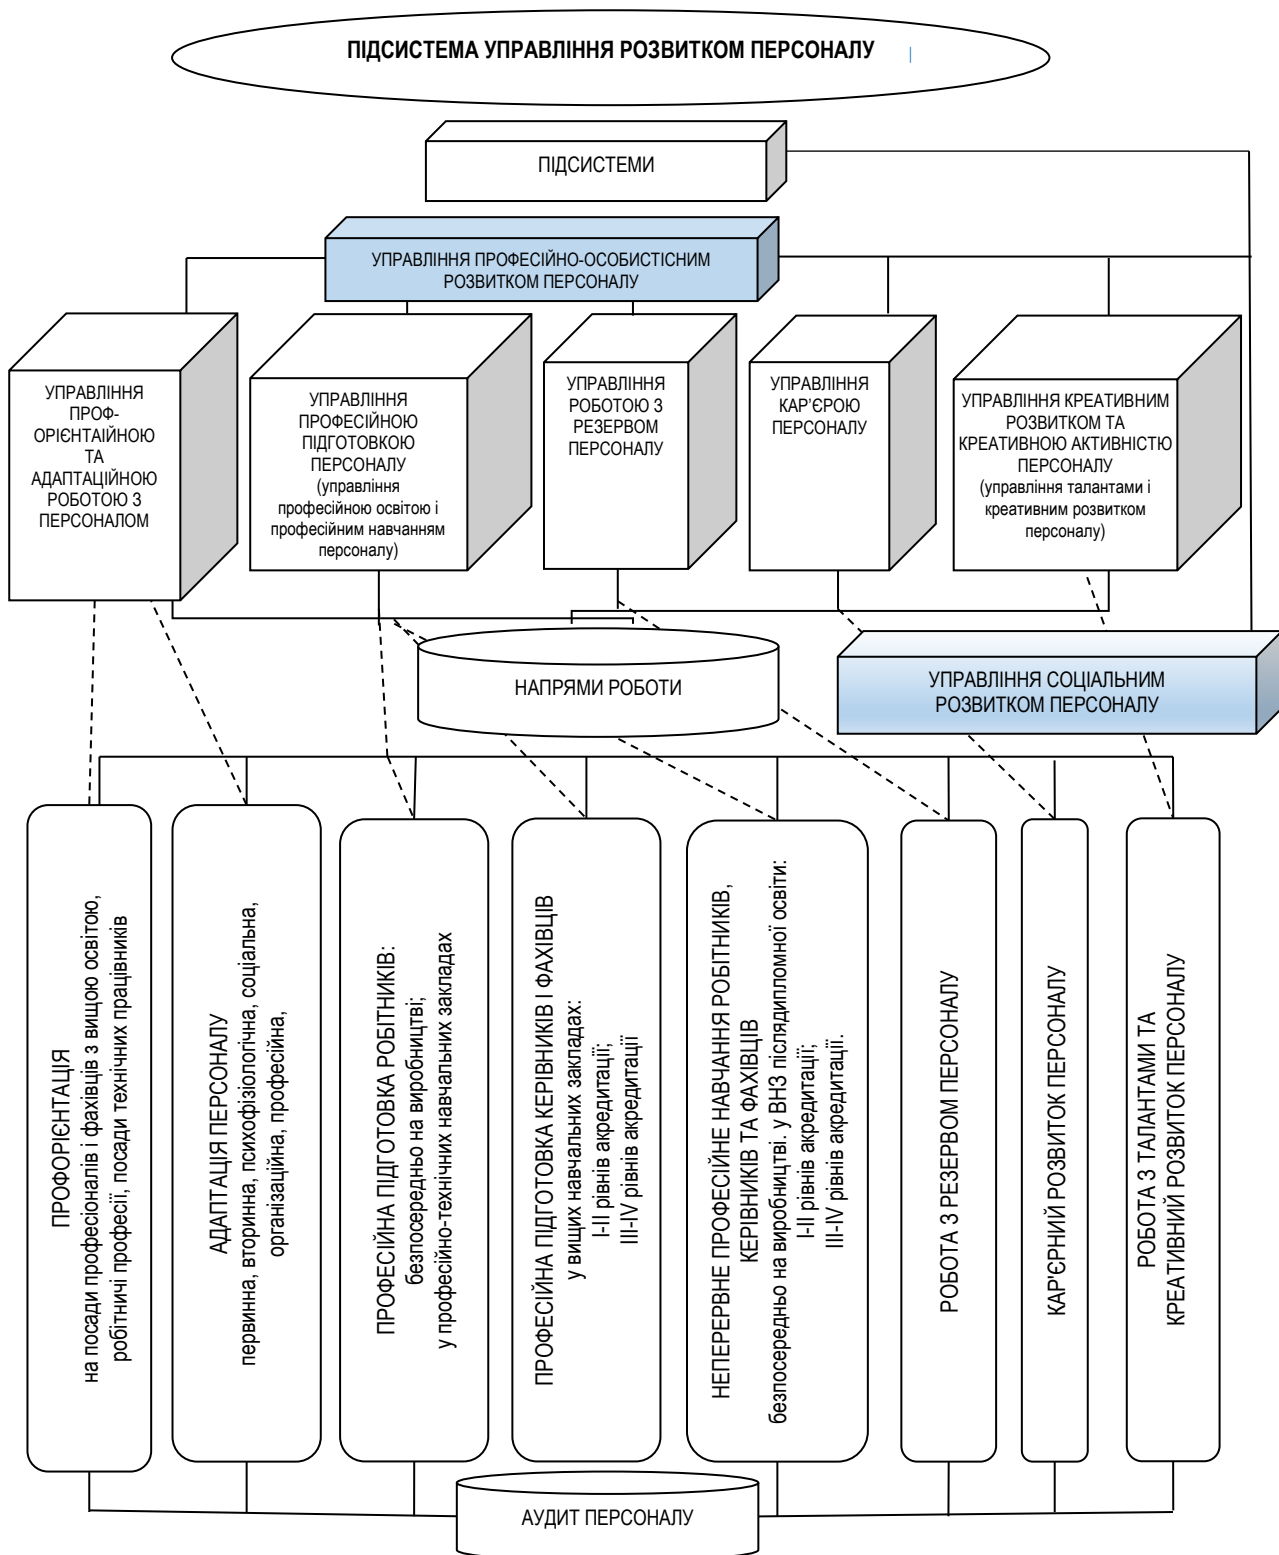 ПІДСИСТЕМА УПРАВЛІННЯ РОЗВИТКОМ ПЕРСОНАЛУ
ПІДСИСТЕМИ
УПРАВЛІННЯ ПРОФЕСІЙНО-ОСОБИСТІСНИМ
РОЗВИТКОМ ПЕРСОНАЛУ
УПРАВЛІННЯ
ПРОФ-
ОРІЄНТАІЙНОЮ
ТА
АДАПТАЦІЙНОЮ
РОБОТОЮ З
ПЕРСОНАЛОМ
УПРАВЛІННЯ
ПРОФЕСІЙНОЮ
ПІДГОТОВКОЮ
ПЕРСОНАЛУ
(управління
професійною освітою і
професійним навчанням
персоналу)
УПРАВЛІННЯ
РОБОТОЮ З
РЕЗЕРВОМ
ПЕРСОНАЛУ
УПРАВЛІННЯ
КАР’ЄРОЮ
ПЕРСОНАЛУ
УПРАВЛІННЯ КРЕАТИВНИМ
РОЗВИТКОМ ТА
КРЕАТИВНОЮ АКТИВНІСТЮ
ПЕРСОНАЛУ
(управління талантами і
креативним розвитком
персоналу)
НАПРЯМИ РОБОТИ
УПРАВЛІННЯ СОЦІАЛЬНИМ
РОЗВИТКОМ ПЕРСОНАЛУ
ПРОФОРІЄНТАЦІЯ
на посади професіоналів і фахівців з вищою освітою,
робітничі професії, посади технічних працівників
АДАПТАЦІЯ ПЕРСОНАЛУ
первинна, вторинна, психофізіологічна, соціальна,
організаційна, професійна,
ПРОФЕСІЙНА ПІДГОТОВКА РОБІТНИКІВ:
безпосередньо на виробництві;
у професійно-технічних навчальних закладах
ПРОФЕСІЙНА ПІДГОТОВКА КЕРІВНИКІВ І ФАХІВЦІВ
у вищих навчальних закладах:
І-ІІ рівнів акредитації;
ІІІ-ІV рівнів акредитації
НЕПЕРЕРВНЕ ПРОФЕСІЙНЕ НАВЧАННЯ РОБІТНИКІВ,
КЕРІВНИКІВ ТА ФАХІВЦІВ
безпосередньо на виробництві. у ВНЗ післядипломної освіти:
І-ІІ рівнів акредитації;
ІІІ-ІV рівнів акредитації.
РОБОТА З РЕЗЕРВОМ ПЕРСОНАЛУ
КАР’ЄРНИЙ РОЗВИТОК ПЕРСОНАЛУ
РОБОТА З ТАЛАНТАМИ ТА
КРЕАТИВНИЙ РОЗВИТОК ПЕРСОНАЛУ
АУДИТ ПЕРСОНАЛУ